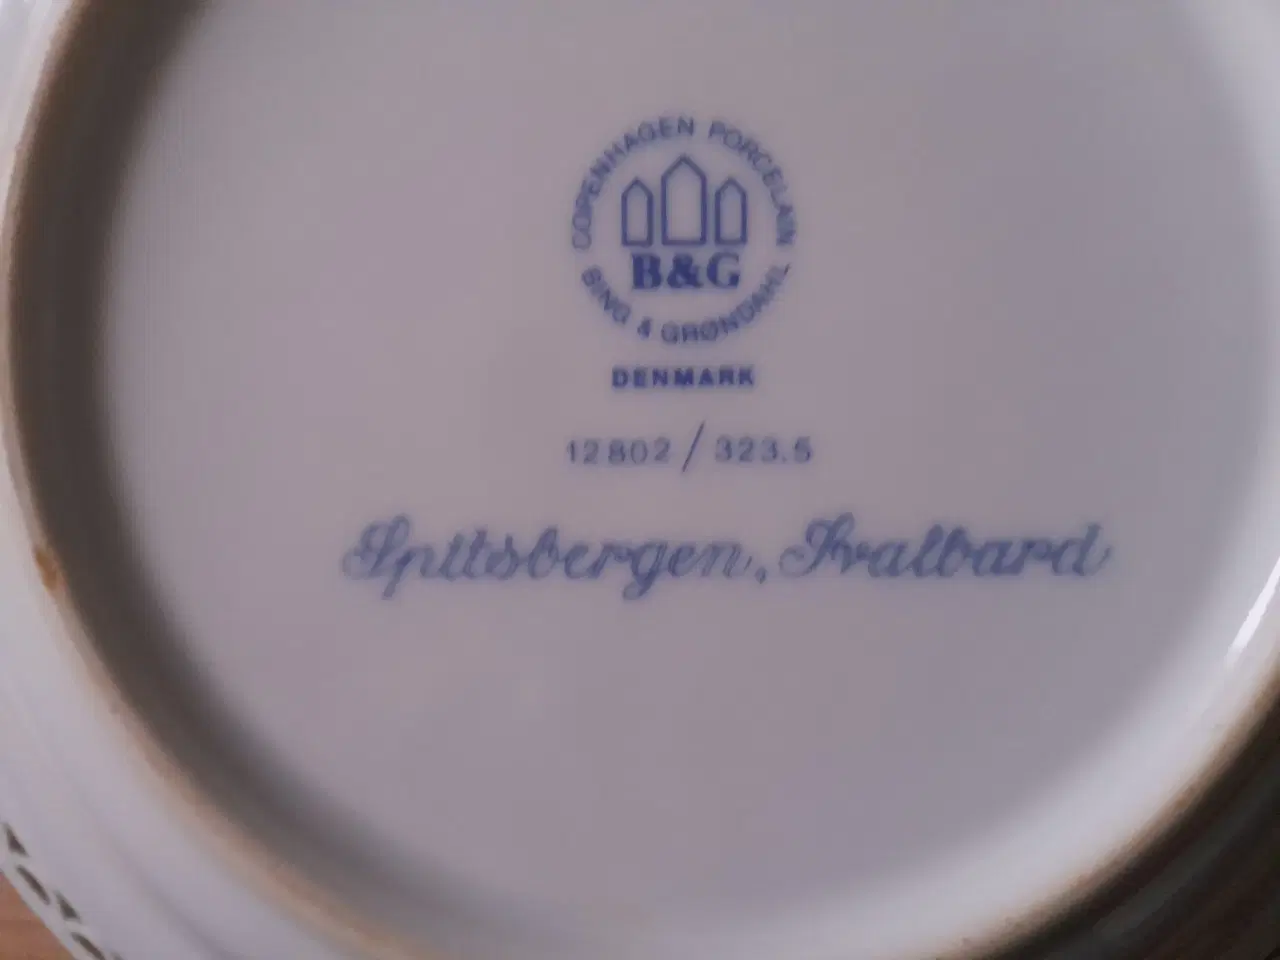 COPENHAGEN PORCELAIN
B&G
BING & GRØNDAHL
DENMARK
12802/323.5
Spitsbergen, Svalbard